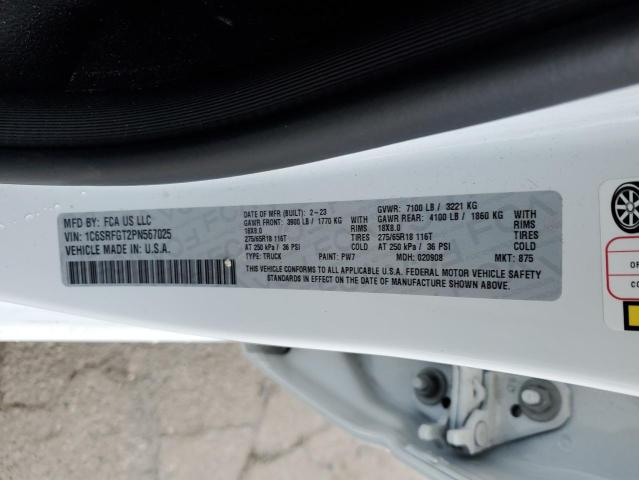 MFD BY: FCA US LLC
VIN: 1C6SRFGT2PN567025
VEHICLE MADE IN U.S.A.
DATE OF MFR (BUILT): 2-23
GVWR: 7100 LB / 3221 KG
GAWR FRONT: 3900 LB / 1770 KG WITH
GAWR REAR: 4100 LB / 1860 KG WITH
18X8.0 RIMS 18X8.0 RIMS
275/65R18 116T TIRES 275/65R18 116T TIRES
AT 250 kPa / 36 PSI COLD AT 250 kPa / 36 PSI COLD
TYPE: TRUCK PAINT: PW7 MDH: 020908 MKT: 875
THIS VEHICLE CONFORMS TO ALL APPLICABLE U.S.A. FEDERAL MOTOR VEHICLE SAFETY
STANDARDS IN EFFECT ON THE DATE OF MANUFACTURE SHOWN ABOVE.